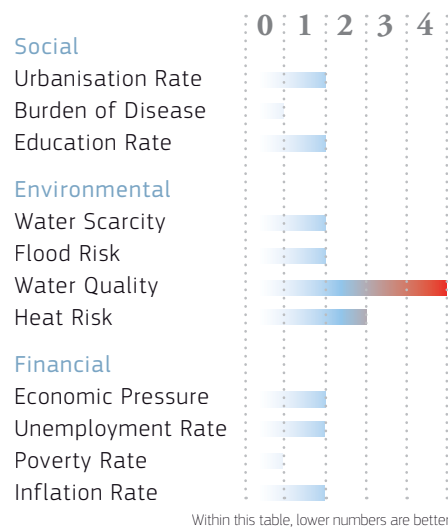 0 1 2 3 4
Social
Urbanisation Rate
Burden of Disease
Education Rate
Environmental
Water Scarcity
Flood Risk
Water Quality
Heat Risk
Financial
Economic Pressure
Unemployment Rate
Poverty Rate
Inflation Rate
Within this table, lower numbers are better